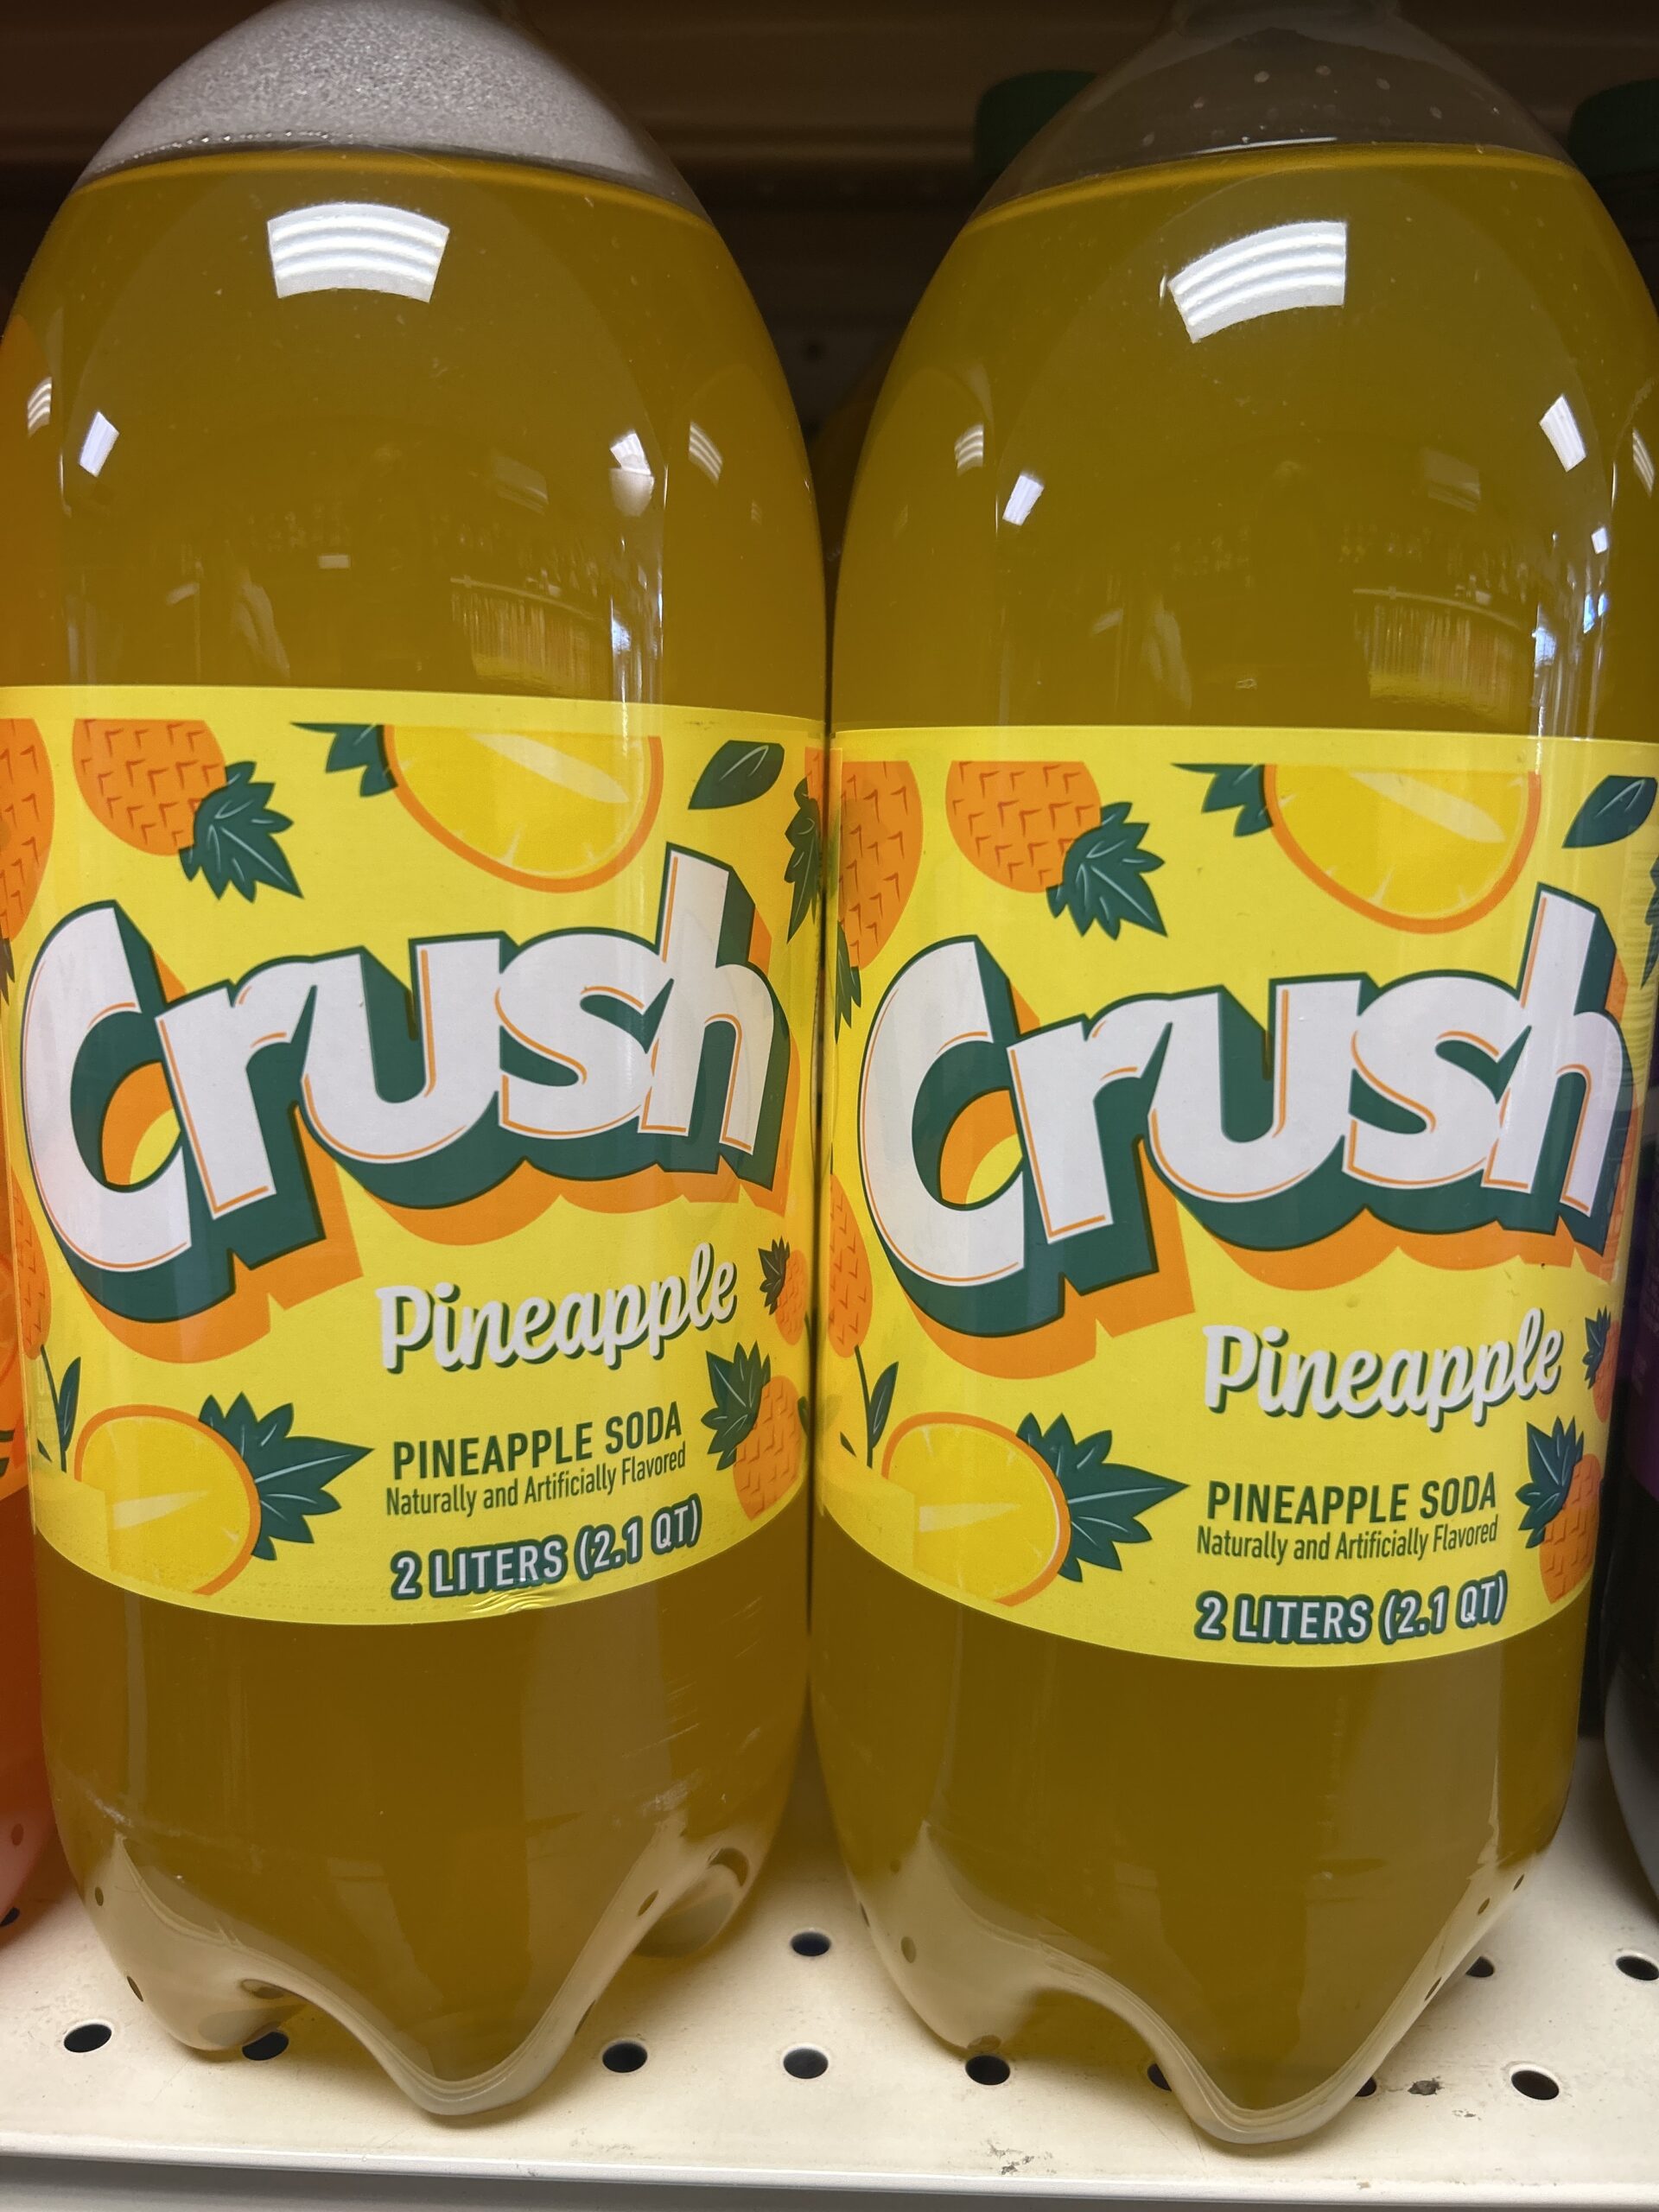 Crush
Pineapple
PINEAPPLE SODA
Naturally and Artificially Flavored
2 LITERS (2.1 QT)
Crush
Pineapple
PINEAPPLE SODA
Naturally and Artificially Flavored
2 LITERS (2.1 QT)